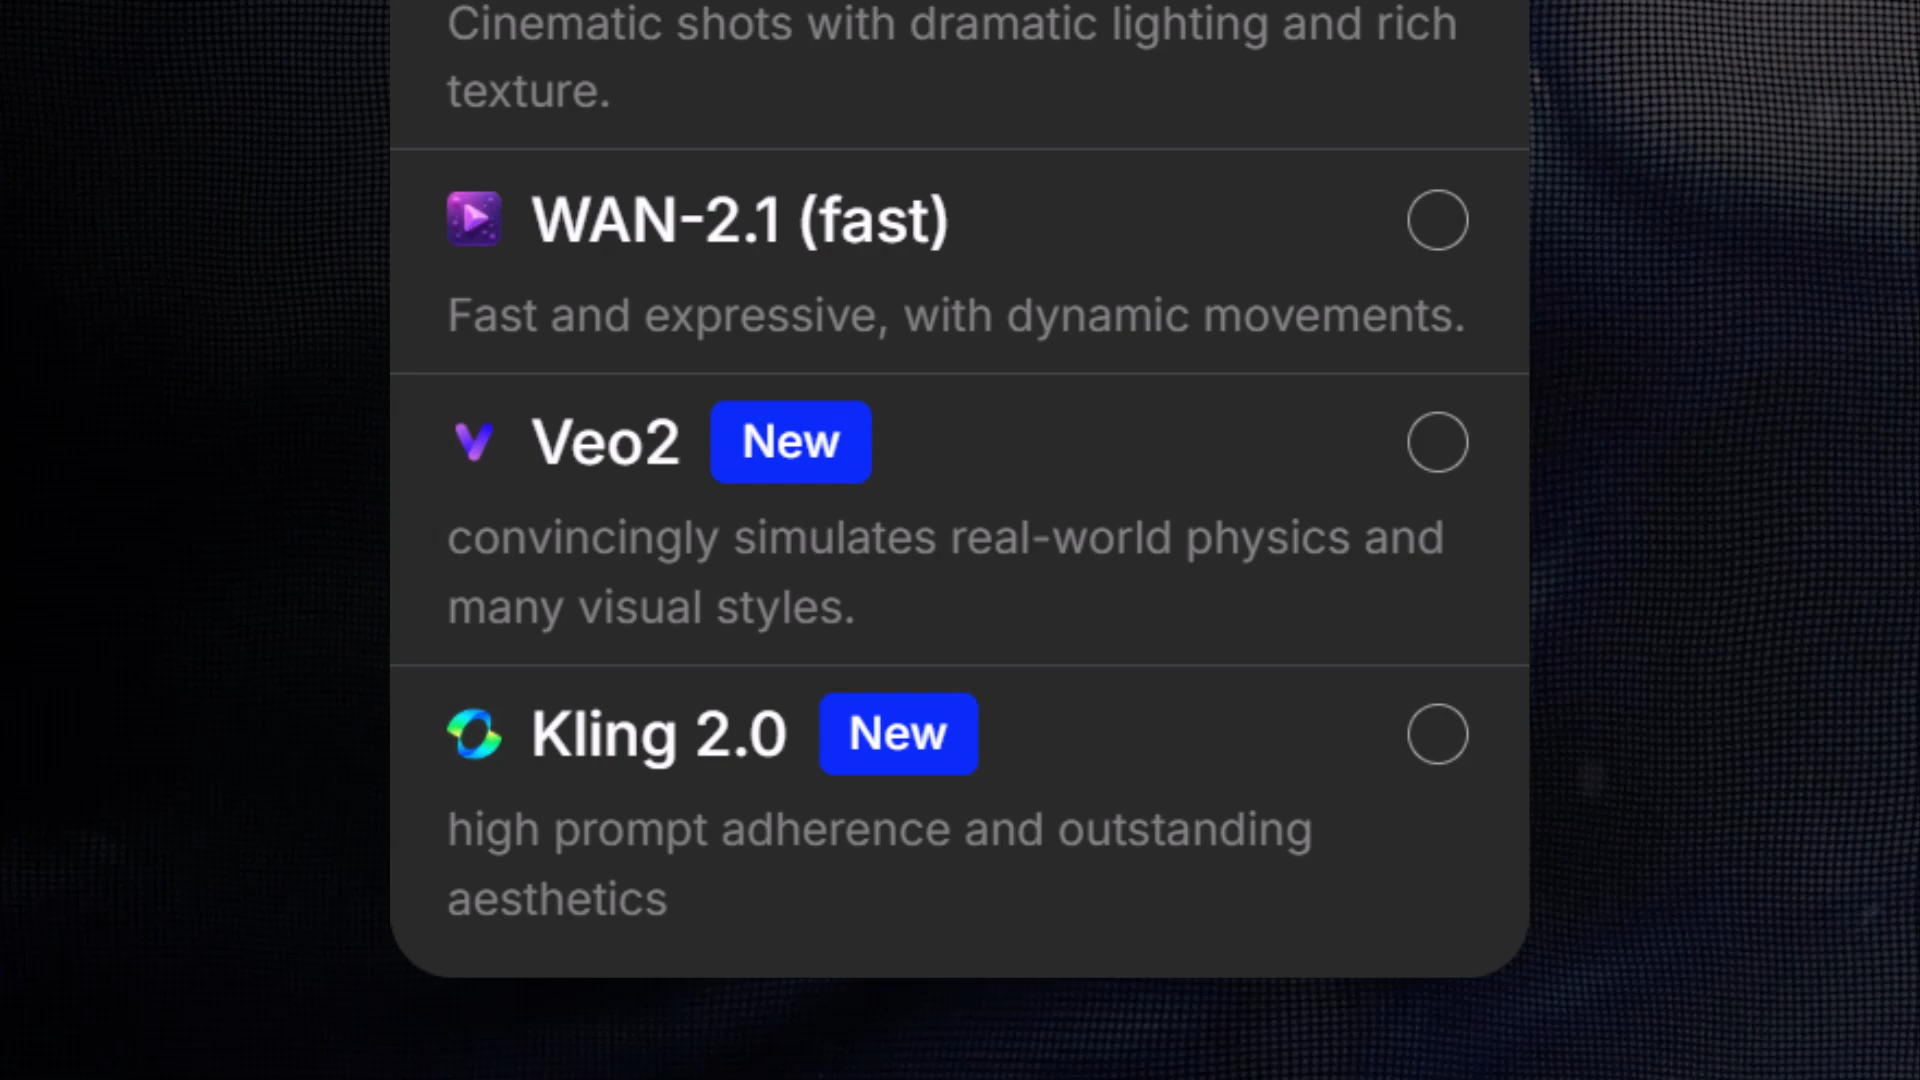 Cinematic shots with dramatic lighting and rich
texture.
WAN-2.1 (fast)
Fast and expressive, with dynamic movements.
Veo2 New
convincingly simulates real-world physics and
many visual styles.
Kling 2.0 New
high prompt adherence and outstanding
aesthetics